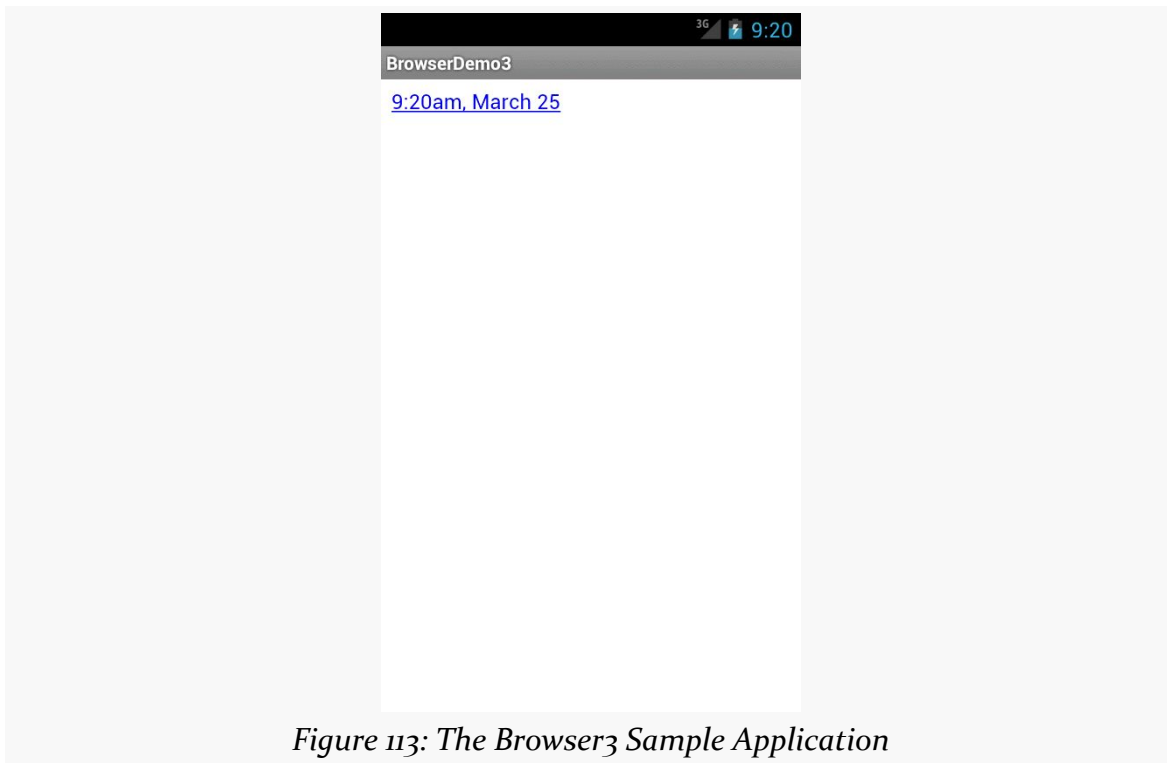 3G 9:20
BrowserDemo3
9:20am, March 25
Figure 113: The Browser3 Sample Application